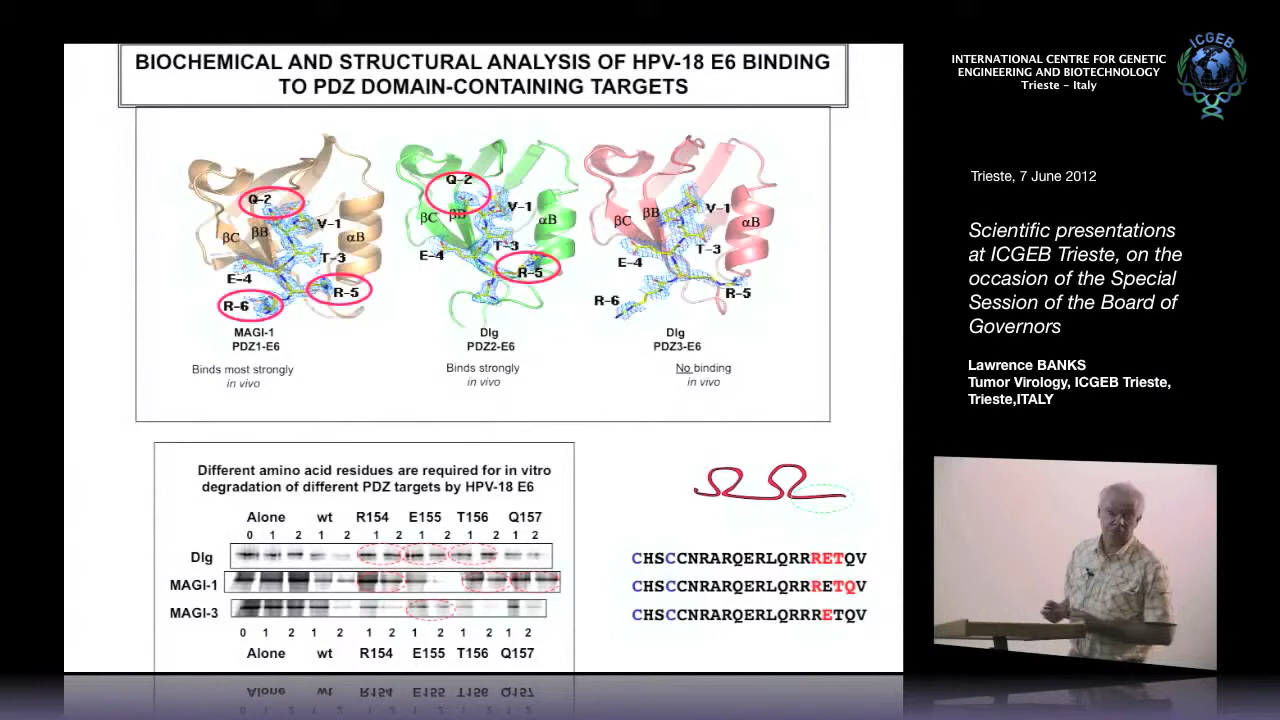 BIOCHEMICAL AND STRUCTURAL ANALYSIS OF HPV-18 E6 BINDING
TO PDZ DOMAIN-CONTAINING TARGETS
Q-2
V-1
βC
βB
αB
T-3
E-4
R-5
R-6
MAGI-1
PDZ1-E6
Binds most strongly
in vivo
Q-2
V-1
βC
βB
αB
T-3
E-4
R-5
Dlg
PDZ2-E6
Binds strongly
in vivo
V-1
βC
βB
αB
T-3
E-4
R-5
R-6
Dlg
PDZ3-E6
No binding
in vivo
Different amino acid residues are required for in vitro
degradation of different PDZ targets by HPV-18 E6
Alone wt R154 E155 T156 Q157
0 1 2 1 2 1 2 1 2 1 2 1 2
Dlg
MAGI-1
MAGI-3
0 1 2 1 2 1 2 1 2 1 2 1 2
Alone wt R154 E155 T156 Q157
CHSCCNRARQERLQRRRETQV
CHSCCNRARQERLQRRRETQV
CHSCCNRARQERLQRRRETQV
INTERNATIONAL CENTRE FOR GENETIC
ENGINEERING AND BIOTECHNOLOGY
Trieste - Italy
ICGEB
Trieste, 7 June 2012
Scientific presentations
at ICGEB Trieste, on the
occasion of the Special
Session of the Board of
Governors
Lawrence BANKS
Tumor Virology, ICGEB Trieste,
Trieste,ITALY